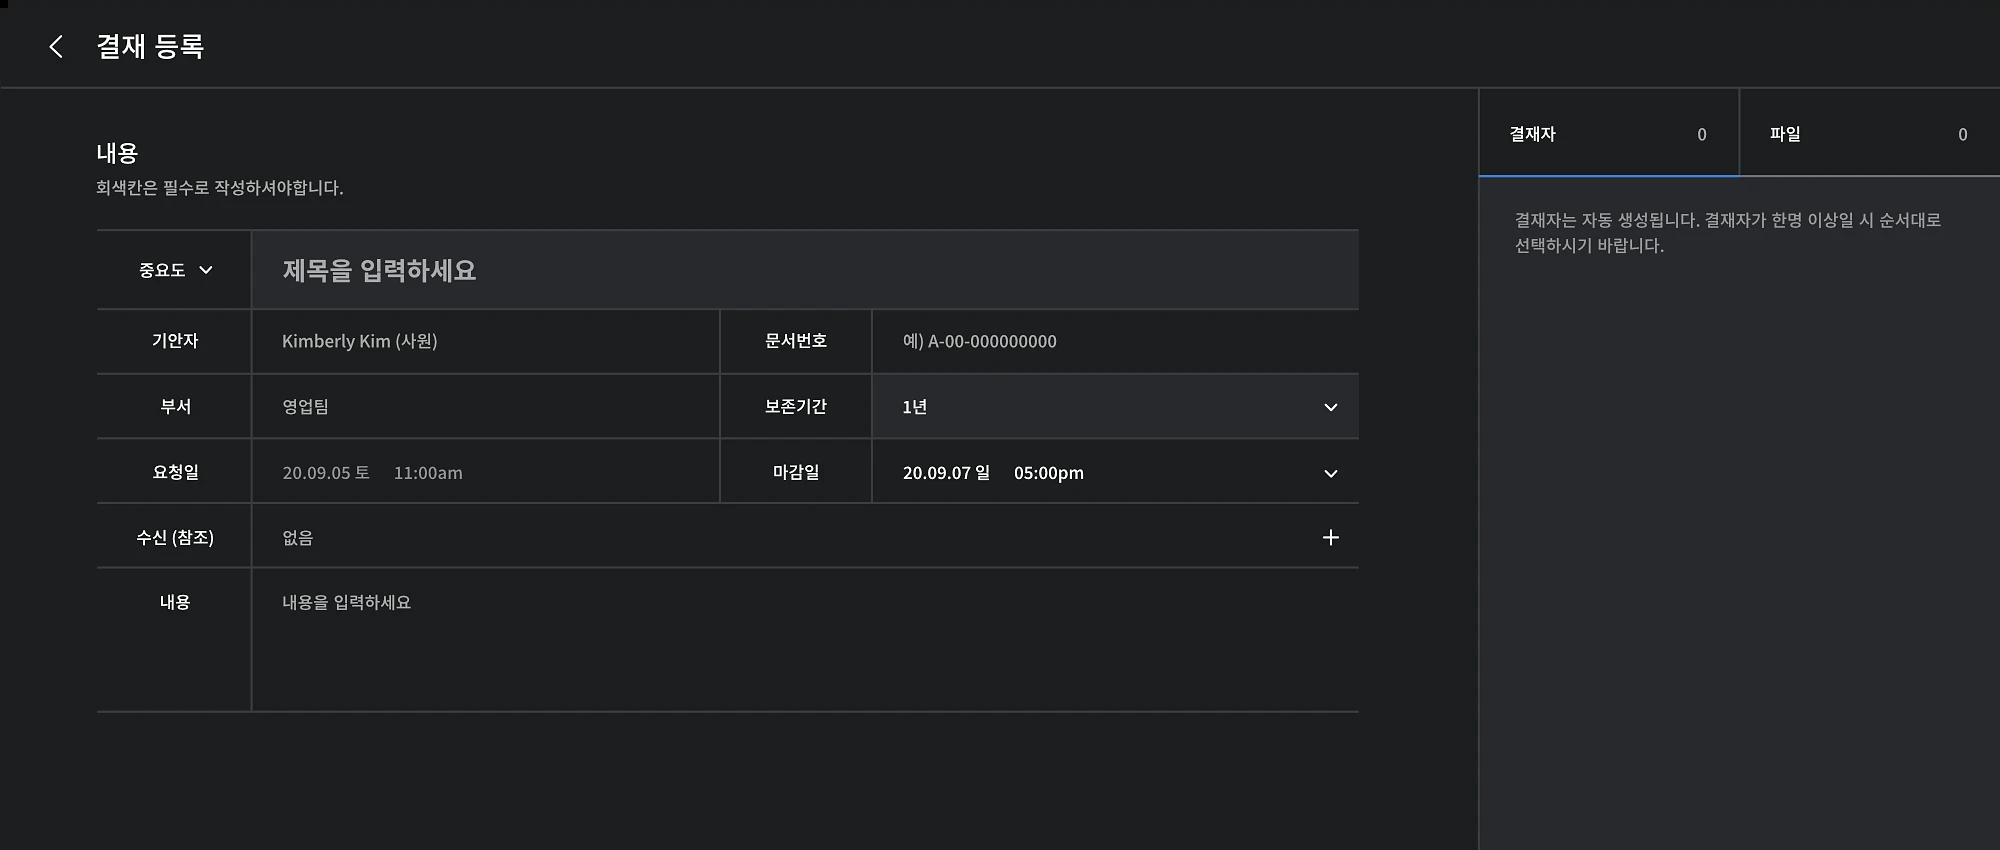 결재 등록
결재자 0 파일 0
내용
회색칸은 필수로 작성하셔야합니다.
결재자는 자동 생성됩니다. 결재자가 한명 이상일 시 순서대로
선택하시기 바랍니다.
중요도 제목을 입력하세요
기안자 Kimberly Kim (사원) 문서번호 예) A-00-000000000
부서 영업팀 보존기간 1년
요청일 20.09.05 토 11:00am 마감일 20.09.07 일 05:00pm
수신 (참조) 없음
내용 내용을 입력하세요